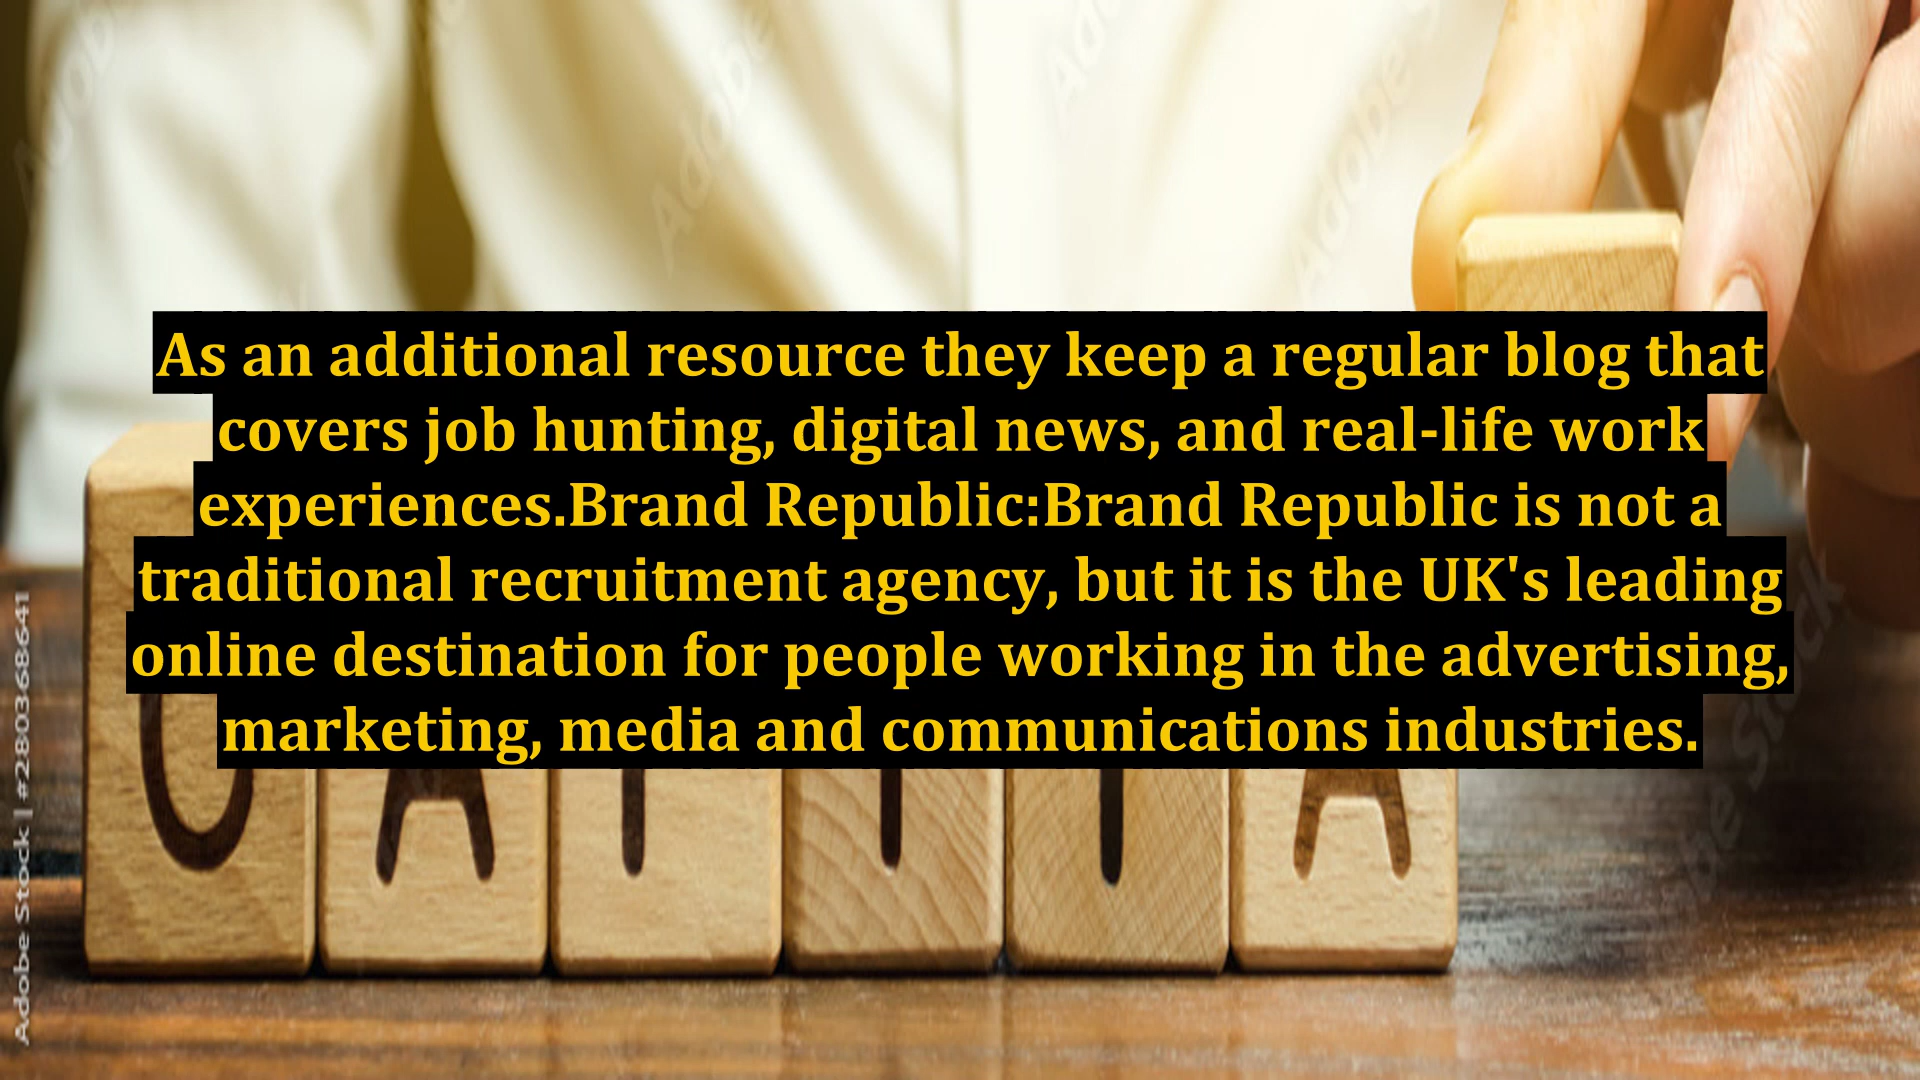 As an additional resource they keep a regular blog that
covers job hunting, digital news, and real-life work
experiences.Brand Republic:Brand Republic is not a
traditional recruitment agency, but it is the UK's leading
online destination for people working in the advertising,
marketing, media and communications industries.
Adobe Stock | #280368641